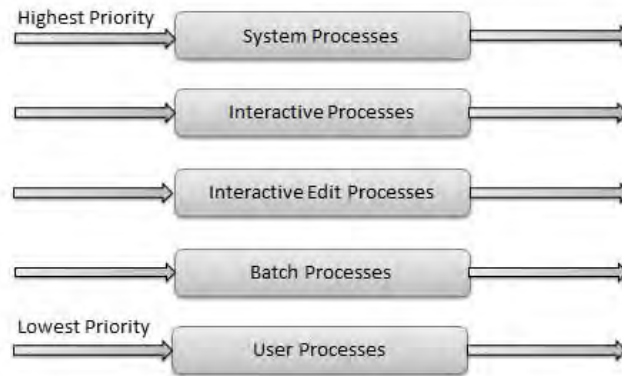 Highest Priority
System Processes
Interactive Processes
Interactive Edit Processes
Batch Processes
Lowest Priority
User Processes